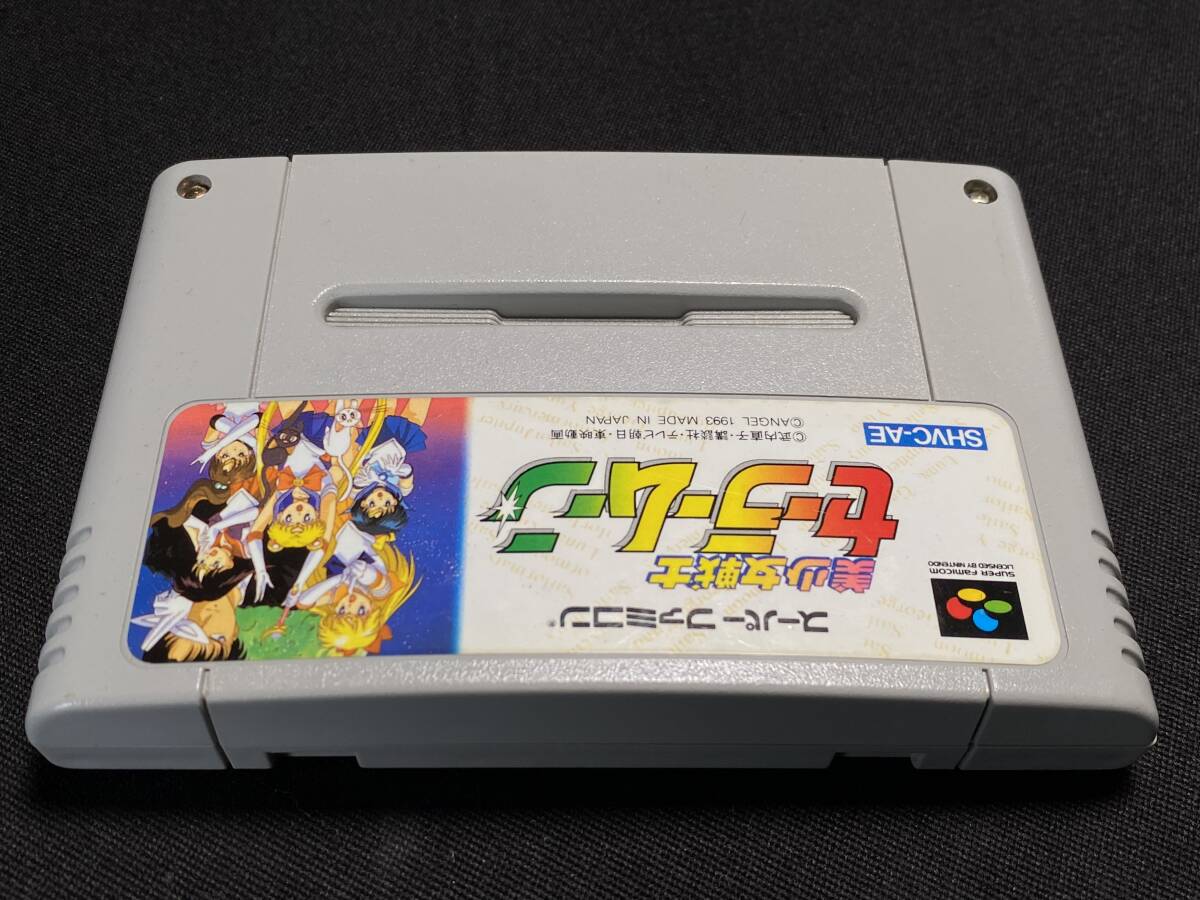 スーパーファミコン®
SUPER FAMICOM
LICENSED BY NINTENDO
美少女戦士
セーラームーン
©武内直子・講談社・テレビ朝日・東映動画
©ANGEL 1993 MADE IN JAPAN
SHVC-AE